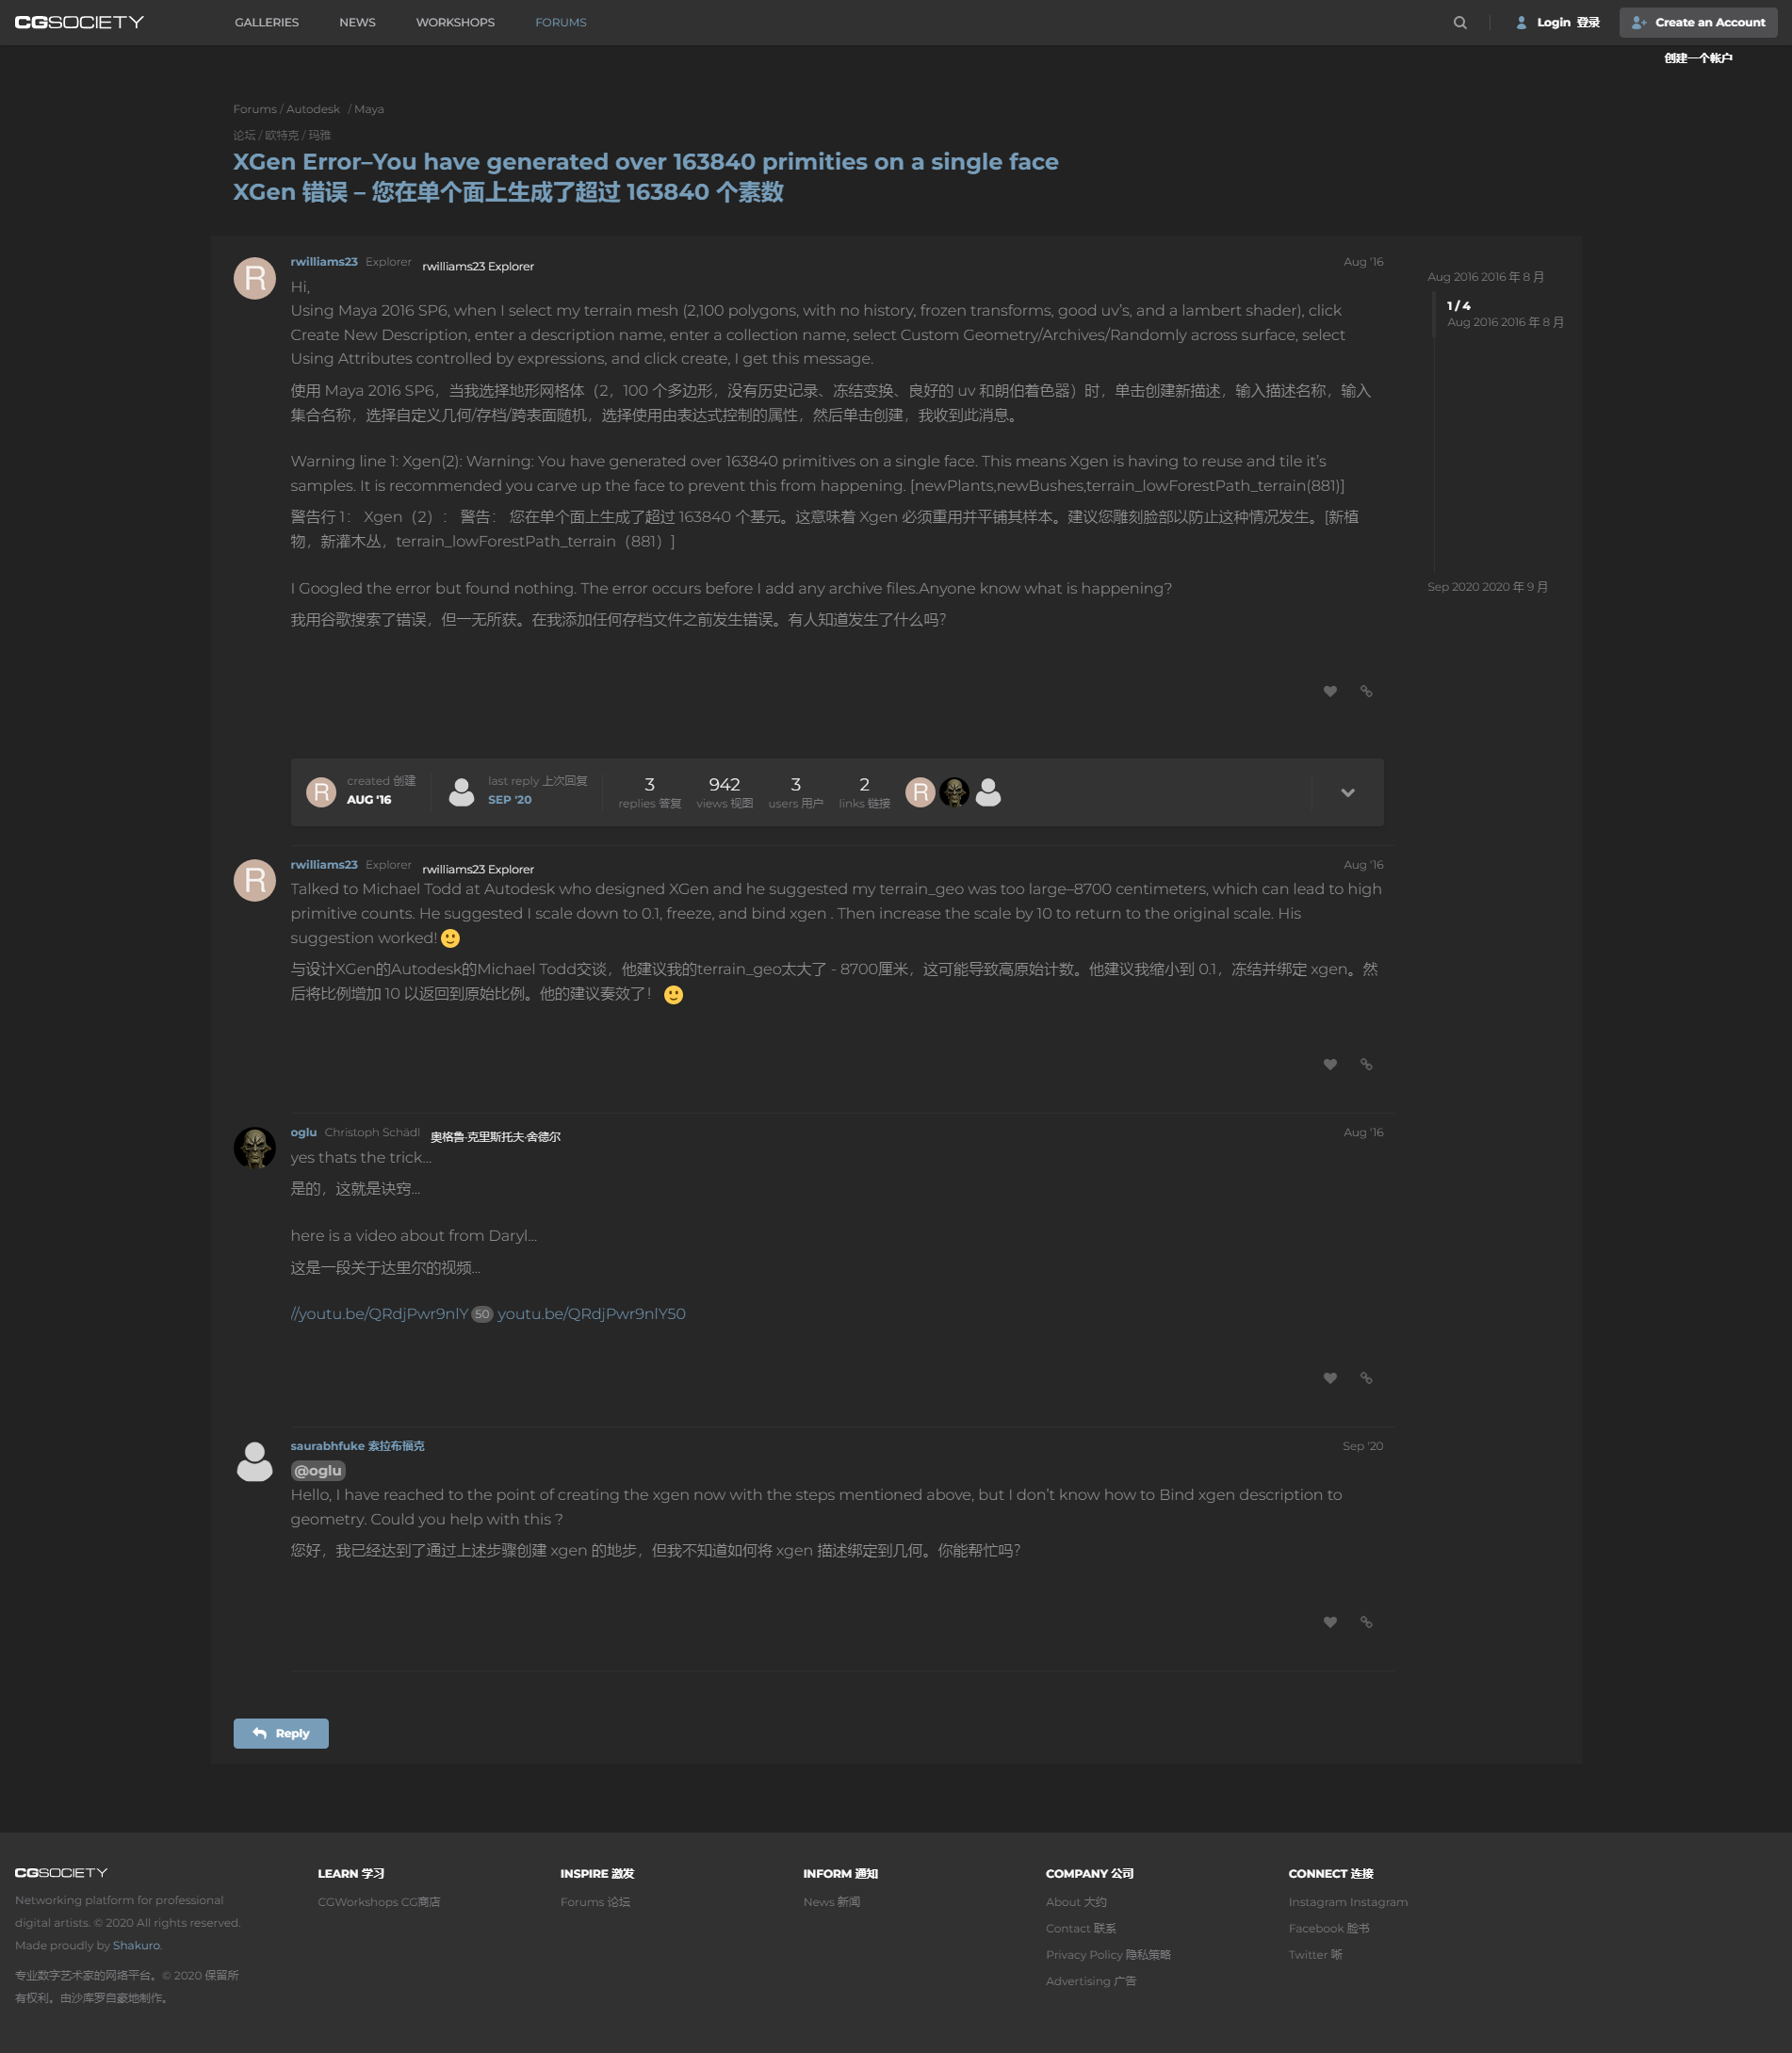 CGSOCIETY
GALLERIES NEWS WORKSHOPS FORUMS
Login 登录
Create an Account
创建一个帐户
Forums / Autodesk / Maya
论坛 / 欧特克 / 玛雅
XGen Error–You have generated over 163840 primities on a single face
XGen 错误 – 您在单个面上生成了超过 163840 个素数
R
rwilliams23 Explorer rwilliams23 Explorer Aug '16
Hi,
Using Maya 2016 SP6, when I select my terrain mesh (2,100 polygons, with no history, frozen transforms, good uv’s, and a lambert shader), click
Create New Description, enter a description name, enter a collection name, select Custom Geometry/Archives/Randomly across surface, select
Using Attributes controlled by expressions, and click create, I get this message.
使用 Maya 2016 SP6，当我选择地形网格体（2，100 个多边形，没有历史记录、冻结变换、良好的 uv 和朗伯着色器）时，单击创建新描述，输入描述名称，输入
集合名称，选择自定义几何/存档/跨表面随机，选择使用由表达式控制的属性，然后单击创建，我收到此消息。
Warning line 1: Xgen(2): Warning: You have generated over 163840 primitives on a single face. This means Xgen is having to reuse and tile it’s
samples. It is recommended you carve up the face to prevent this from happening. [newPlants,newBushes,terrain_lowForestPath_terrain(881)]
警告行 1： Xgen（2）： 警告： 您在单个面上生成了超过 163840 个基元。这意味着 Xgen 必须重用并平铺其样本。建议您雕刻脸部以防止这种情况发生。[新植
物，新灌木丛，terrain_lowForestPath_terrain（881）]
I Googled the error but found nothing. The error occurs before I add any archive files.Anyone know what is happening?
我用谷歌搜索了错误，但一无所获。在我添加任何存档文件之前发生错误。有人知道发生了什么吗？
Aug 2016 2016 年 8 月
1 / 4
Aug 2016 2016 年 8 月
Sep 2020 2020 年 9 月
R
created 创建
AUG '16
last reply 上次回复
SEP '20
3
replies 答复
942
views 视图
3
users 用户
2
links 链接
R
R
rwilliams23 Explorer rwilliams23 Explorer Aug '16
Talked to Michael Todd at Autodesk who designed XGen and he suggested my terrain_geo was too large–8700 centimeters, which can lead to high
primitive counts. He suggested I scale down to 0.1, freeze, and bind xgen . Then increase the scale by 10 to return to the original scale. His
suggestion worked! 🙂
与设计XGen的Autodesk的Michael Todd交谈，他建议我的terrain_geo太大了 - 8700厘米，这可能导致高原始计数。他建议我缩小到 0.1，冻结并绑定 xgen。然
后将比例增加 10 以返回到原始比例。他的建议奏效了！ 🙂
oglu Christoph Schädl 奥格鲁·克里斯托夫·舍德尔 Aug '16
yes thats the trick…
是的，这就是诀窍…
here is a video about from Daryl…
这是一段关于达里尔的视频…
//youtu.be/QRdjPwr9nlY 50 youtu.be/QRdjPwr9nlY50
saurabhfuke 索拉布福克 Sep '20
@oglu
Hello, I have reached to the point of creating the xgen now with the steps mentioned above, but I don’t know how to Bind xgen description to
geometry. Could you help with this ?
您好，我已经达到了通过上述步骤创建 xgen 的地步，但我不知道如何将 xgen 描述绑定到几何。你能帮忙吗？
Reply
CGSOCIETY
Networking platform for professional
digital artists. © 2020 All rights reserved.
Made proudly by Shakuro.
专业数字艺术家的网络平台。© 2020 保留所
有权利。由沙库罗自豪地制作。
LEARN 学习
CGWorkshops CG商店
INSPIRE 激发
Forums 论坛
INFORM 通知
News 新闻
COMPANY 公司
About 大约
Contact 联系
Privacy Policy 隐私策略
Advertising 广告
CONNECT 连接
Instagram Instagram
Facebook 脸书
Twitter 唽